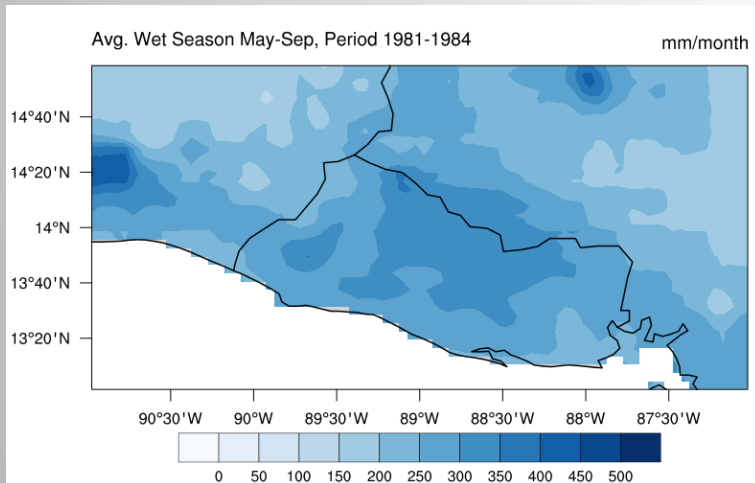 Avg. Wet Season May-Sep, Period 1981-1984
mm/month
14°40'N
14°20'N
14°N
13°40'N
13°20'N
90°30'W 90°W 89°30'W 89°W 88°30'W 88°W 87°30'W
0 50 100 150 200 250 300 350 400 450 500